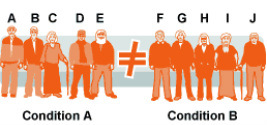 A B C D E ≠ F G H I J
Condition A Condition B